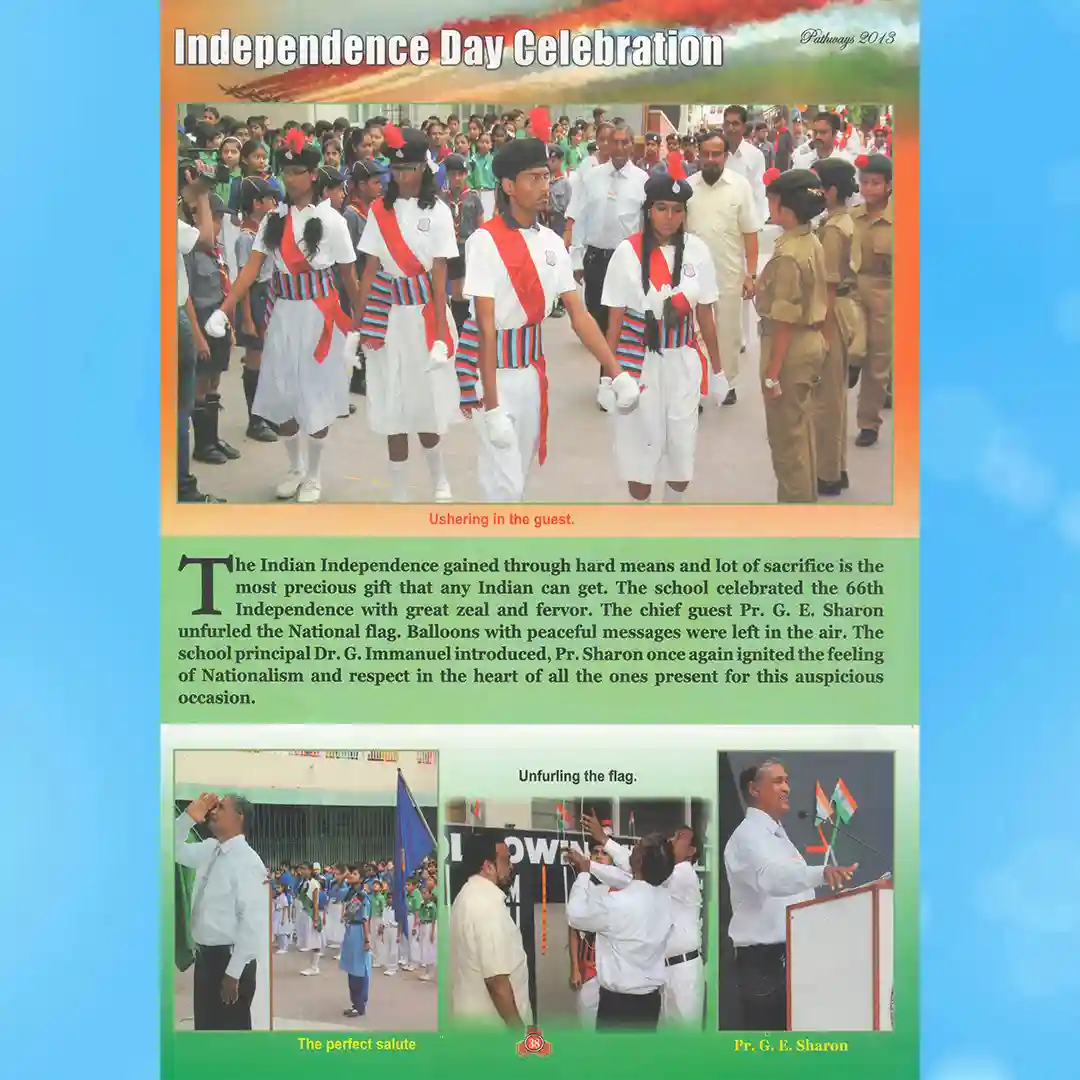 Independence Day Celebration
Pathways 2013
Ushering in the guest.
The Indian Independence gained through hard means and lot of sacrifice is the
most precious gift that any Indian can get. The school celebrated the 66th
Independence with great zeal and fervor. The chief guest Pr. G. E. Sharon
unfurled the National flag. Balloons with peaceful messages were left in the air. The
school principal Dr. G. Immanuel introduced, Pr. Sharon once again ignited the feeling
of Nationalism and respect in the heart of all the ones present for this auspicious
occasion.
Unfurling the flag.
The perfect salute
38
Pr. G. E. Sharon